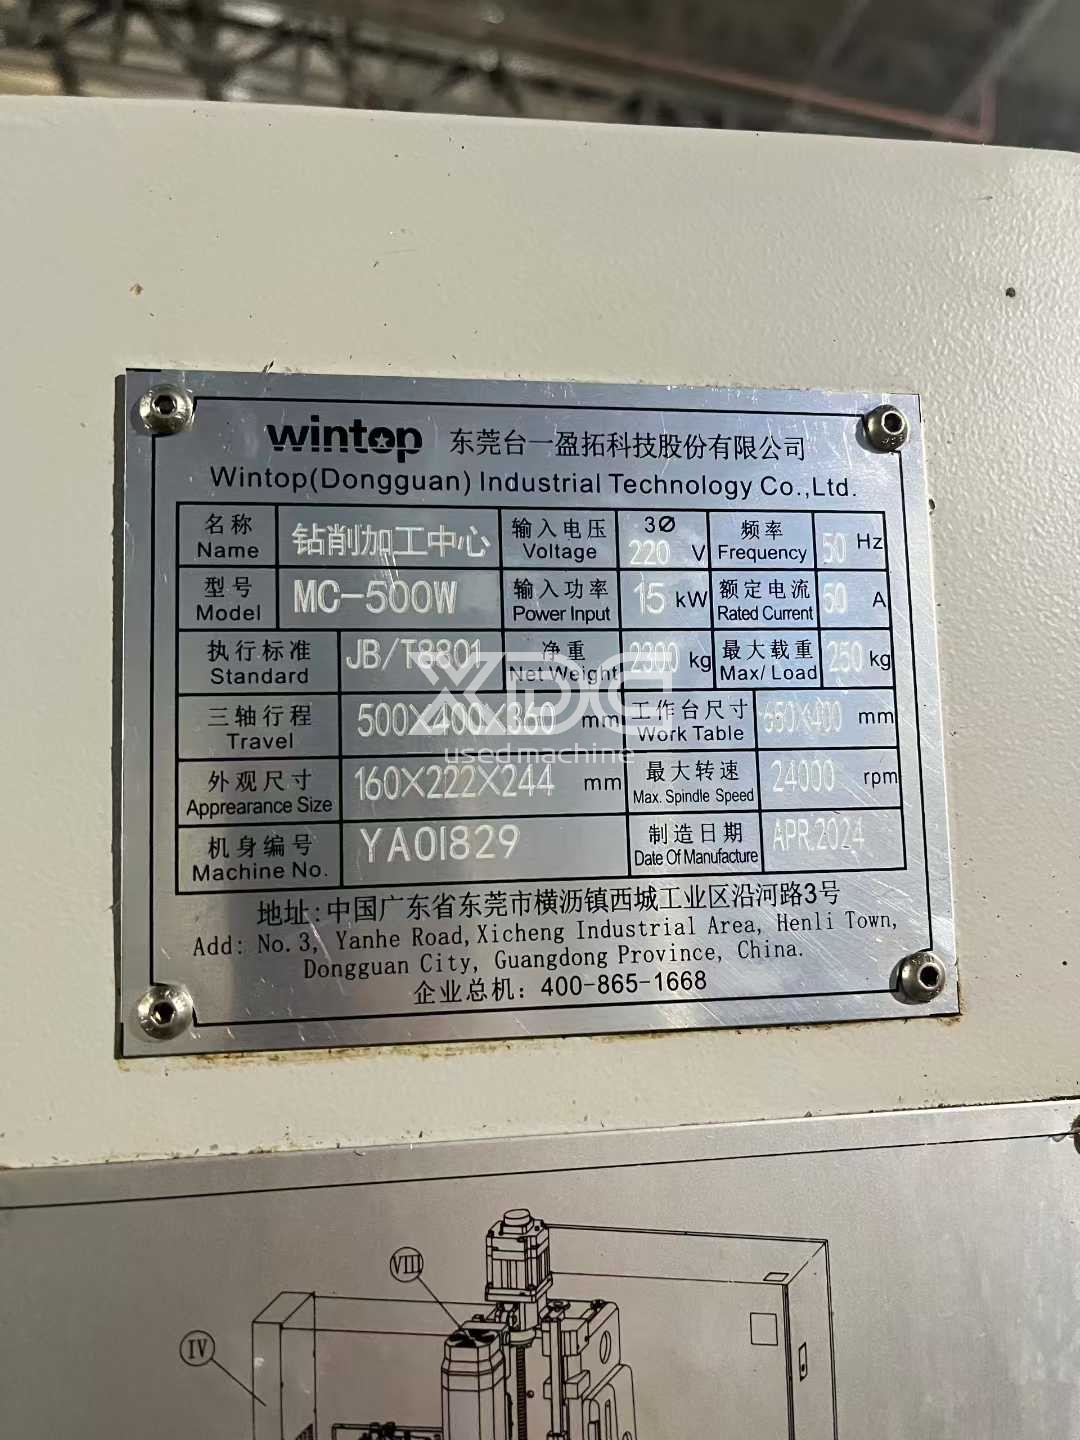 wintop 东莞台一盈拓科技股份有限公司
Wintop(Dongguan) Industrial Technology Co.,Ltd.
名称 Name 钻削加工中心 输入电压 Voltage 3Ø 220 V 频率 Frequency 50 Hz
型号 Model MC-500W 输入功率 Power Input 15 kW 额定电流 Rated Current 50 A
执行标准 Standard JB/T8801 净重 Net Weight 2300 kg 最大载重 Max/ Load 250 kg
三轴行程 Travel 500×400×360 mm 工作台尺寸 Work Table 650×400 mm
外观尺寸 Apprearance Size 160×222×244 mm 最大转速 Max. Spindle Speed 24000 rpm
机身编号 Machine No. YA01829 制造日期 Date Of Manufacture APR.2024
地址:中国广东省东莞市横沥镇西城工业区沿河路3号
Add: No.3, Yanhe Road,Xicheng Industrial Area, Henli Town,
Dongguan City, Guangdong Province, China.
企业总机: 400-865-1668
XDC
used machine
VIII
IV